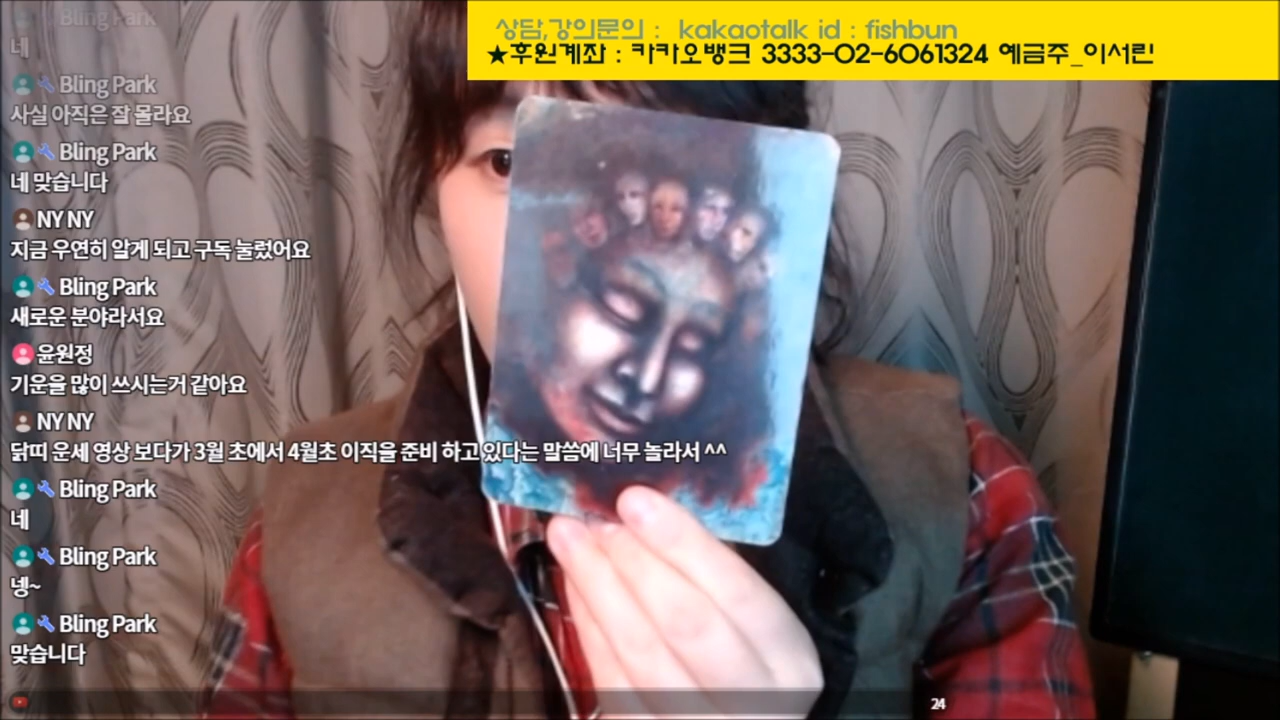 Bling Park
네
Bling Park
사실 아직은 잘 몰라요
Bling Park
네 맞습니다
NY NY
지금 우연히 알게 되고 구독 눌렀어요
Bling Park
새로운 분야라서요
윤원정
기운을 많이 쓰시는거 같아요
NY NY
닭띠 운세 영상 보다가 3월 초에서 4월초 이직을 준비 하고 있다는 말씀에 너무 놀라서 ^^
Bling Park
네
Bling Park
넹~
Bling Park
맞습니다
상담,강의문의 : kakaotalk id : fishbun
★후원계좌 : 카카오뱅크 3333-02-6061324 예금주_이서린
24